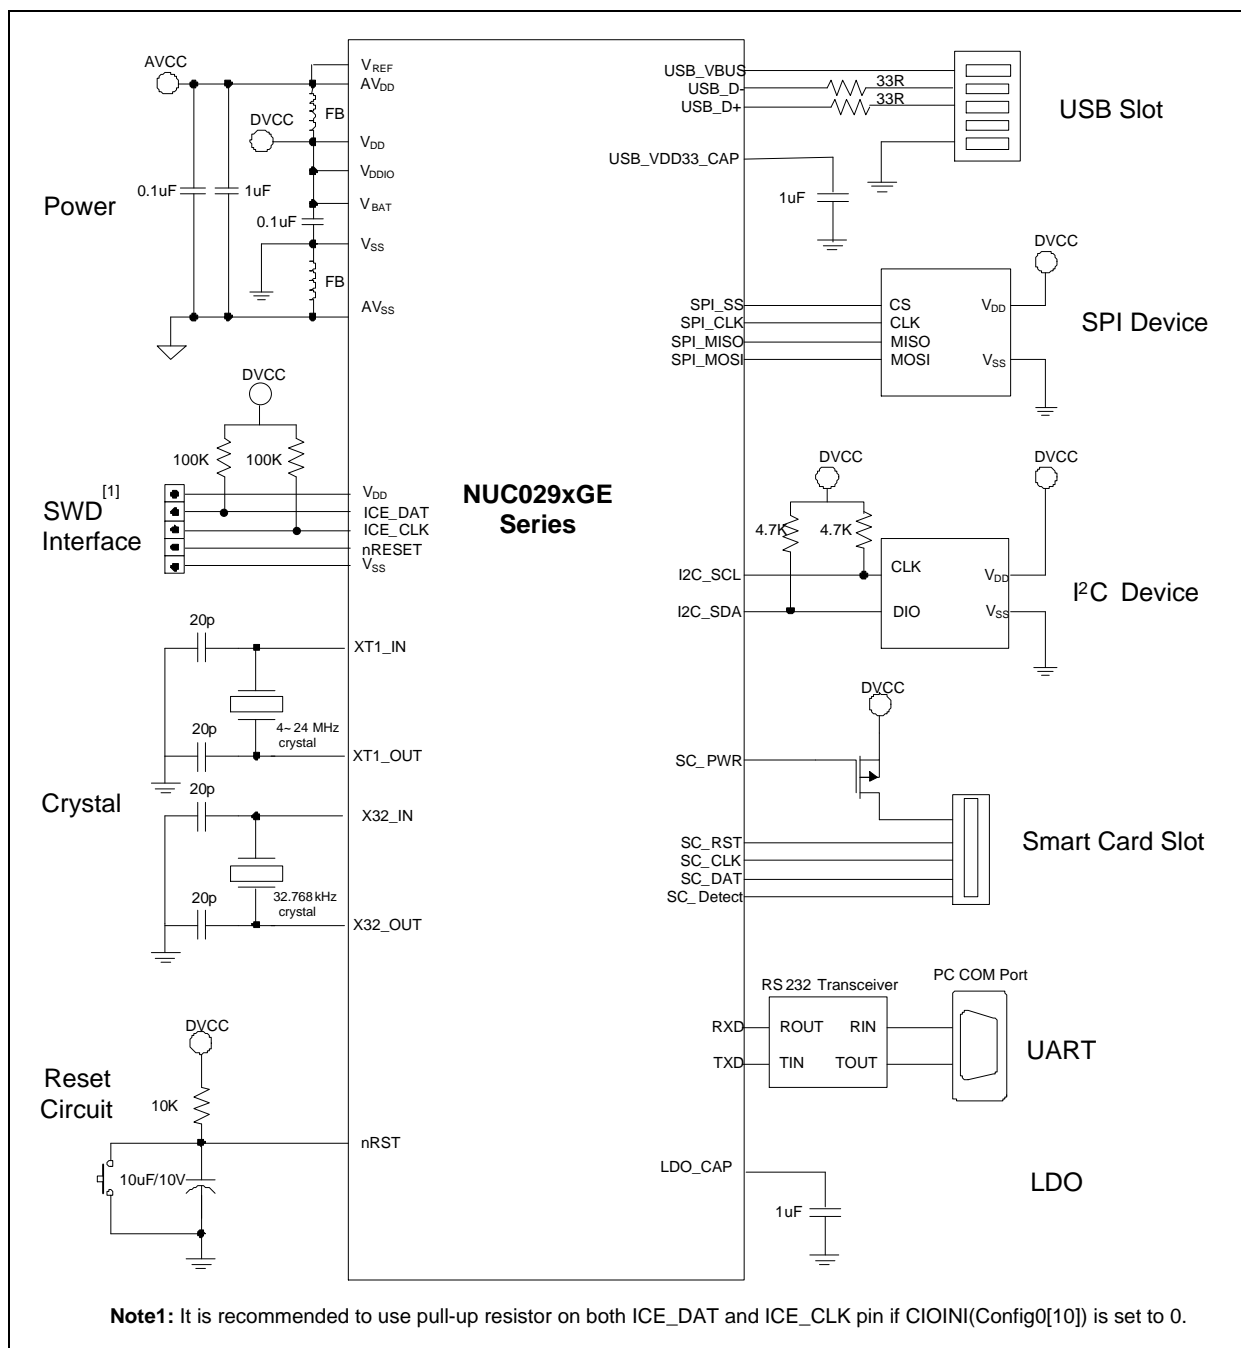 AVCC
VREF
AVDD
FB
DVCC
VDD
VDDIO
0.1uF
1uF
Power
VBAT
0.1uF
VSS
FB
AVSS
DVCC
100K
100K
SWD[1]
Interface
VDD
ICE_DAT
ICE_CLK
nRESET
VSS
20p
XT1_IN
4~24 MHz
crystal
20p
XT1_OUT
Crystal
20p
X32_IN
32.768kHz
crystal
20p
X32_OUT
DVCC
Reset
Circuit
10K
nRST
10uF/10V
NUC029xGE
Series
USB_VBUS
USB_D-
33R
USB_D+
33R
USB Slot
USB_VDD33_CAP
1uF
DVCC
SPI_SS
CS
VDD
SPI_CLK
CLK
SPI Device
SPI_MISO
MISO
SPI_MOSI
MOSI
VSS
DVCC
DVCC
4.7K
4.7K
I2C_SCL
CLK
VDD
I2C Device
I2C_SDA
DIO
VSS
DVCC
SC_PWR
SC_RST
SC_CLK
SC_DAT
SC_Detect
Smart Card Slot
RS232 Transceiver
PC COM Port
RXD
ROUT
RIN
TXD
TIN
TOUT
UART
LDO_CAP
1uF
LDO
Note1: It is recommended to use pull-up resistor on both ICE_DAT and ICE_CLK pin if CIOINI(Config0[10]) is set to 0.